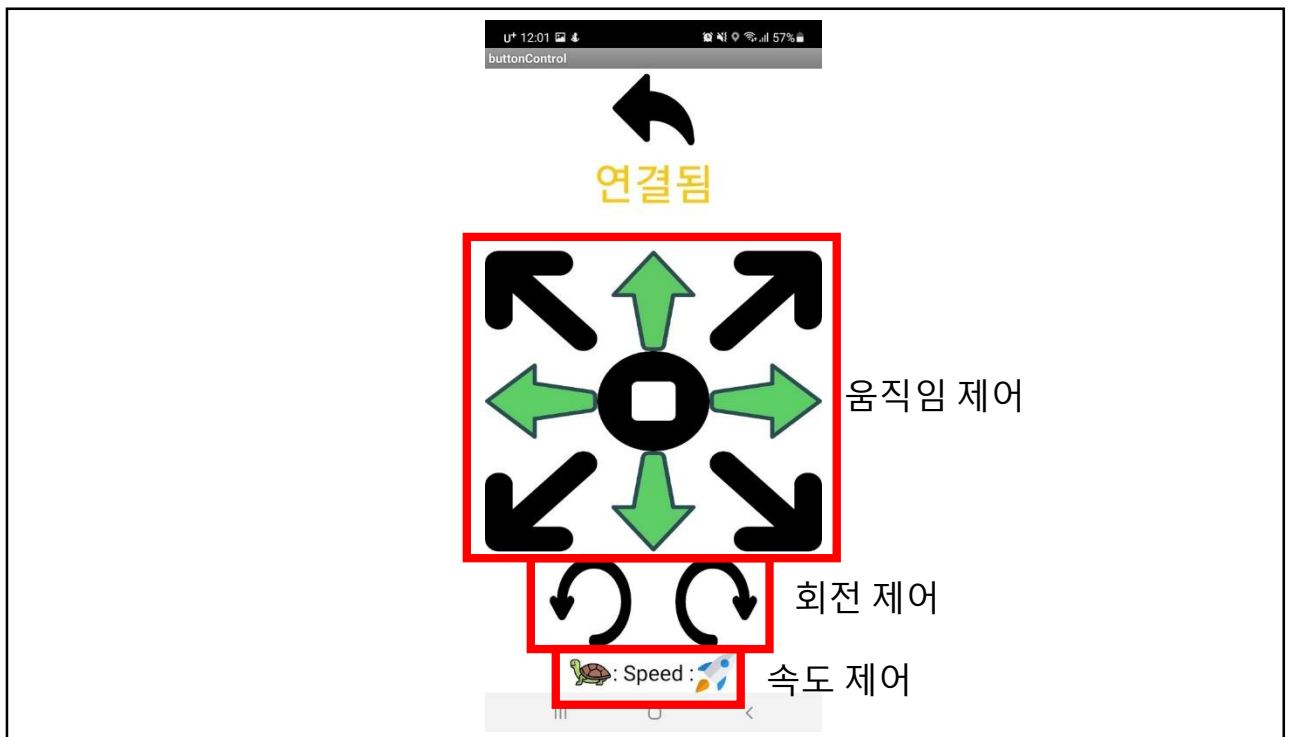 U⁺ 12:01 57%
buttonControl
연결됨
움직임 제어
회전 제어
: Speed :
속도 제어